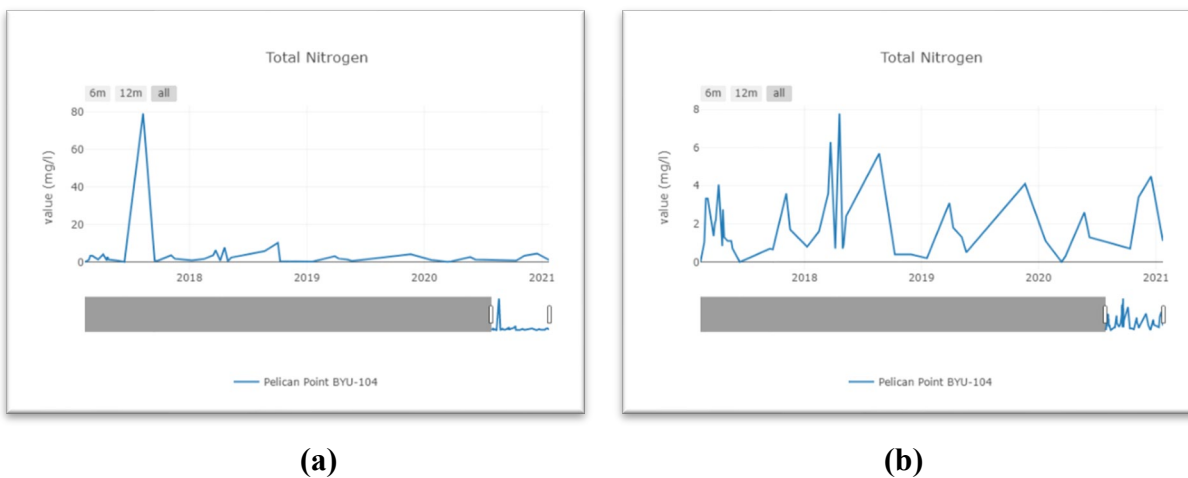 Total Nitrogen
6m 12m all
80
60
40
20
0
value (mg/l)
2018 2019 2020 2021
Pelican Point BYU-104
(a)
Total Nitrogen
6m 12m all
8
6
4
2
0
value (mg/l)
2018 2019 2020 2021
Pelican Point BYU-104
(b)